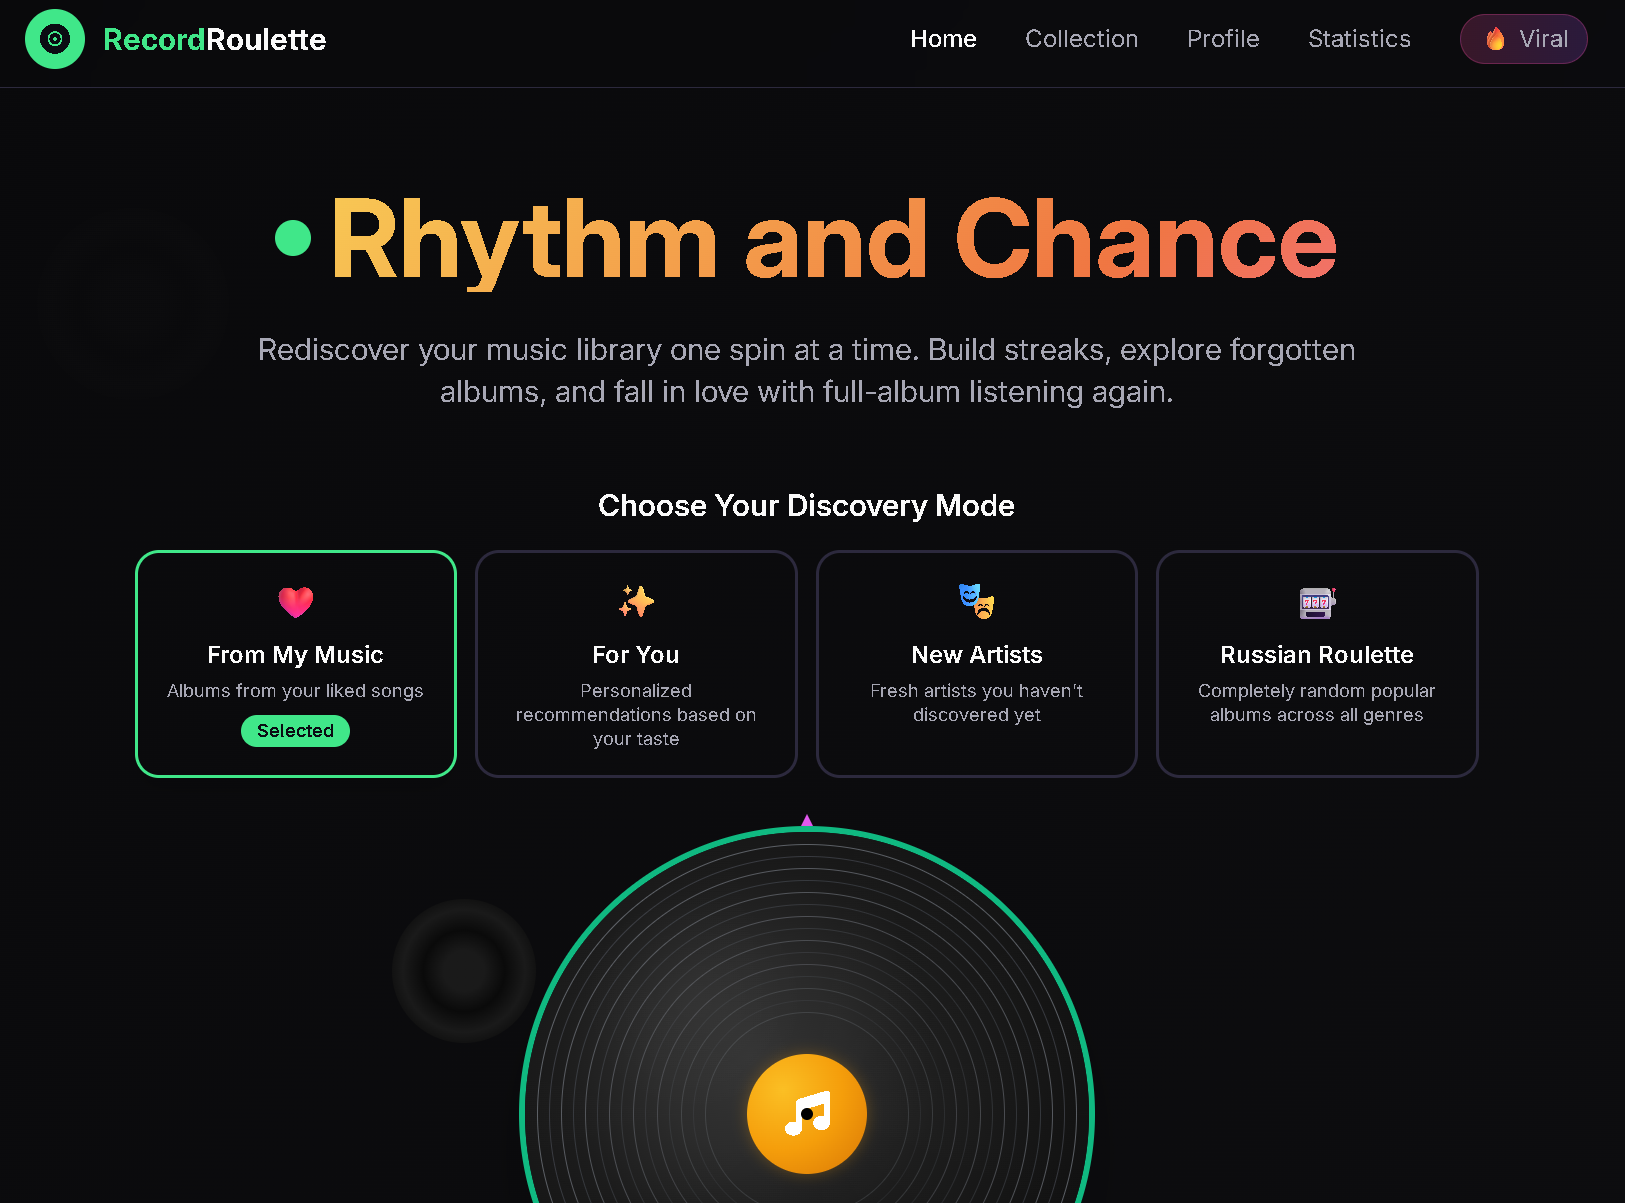 RecordRoulette
Home
Collection
Profile
Statistics
Viral
Rhythm and Chance
Rediscover your music library one spin at a time. Build streaks, explore forgotten
albums, and fall in love with full-album listening again.
Choose Your Discovery Mode
From My Music
Albums from your liked songs
Selected
For You
Personalized
recommendations based on
your taste
New Artists
Fresh artists you haven't
discovered yet
777
Russian Roulette
Completely random popular
albums across all genres